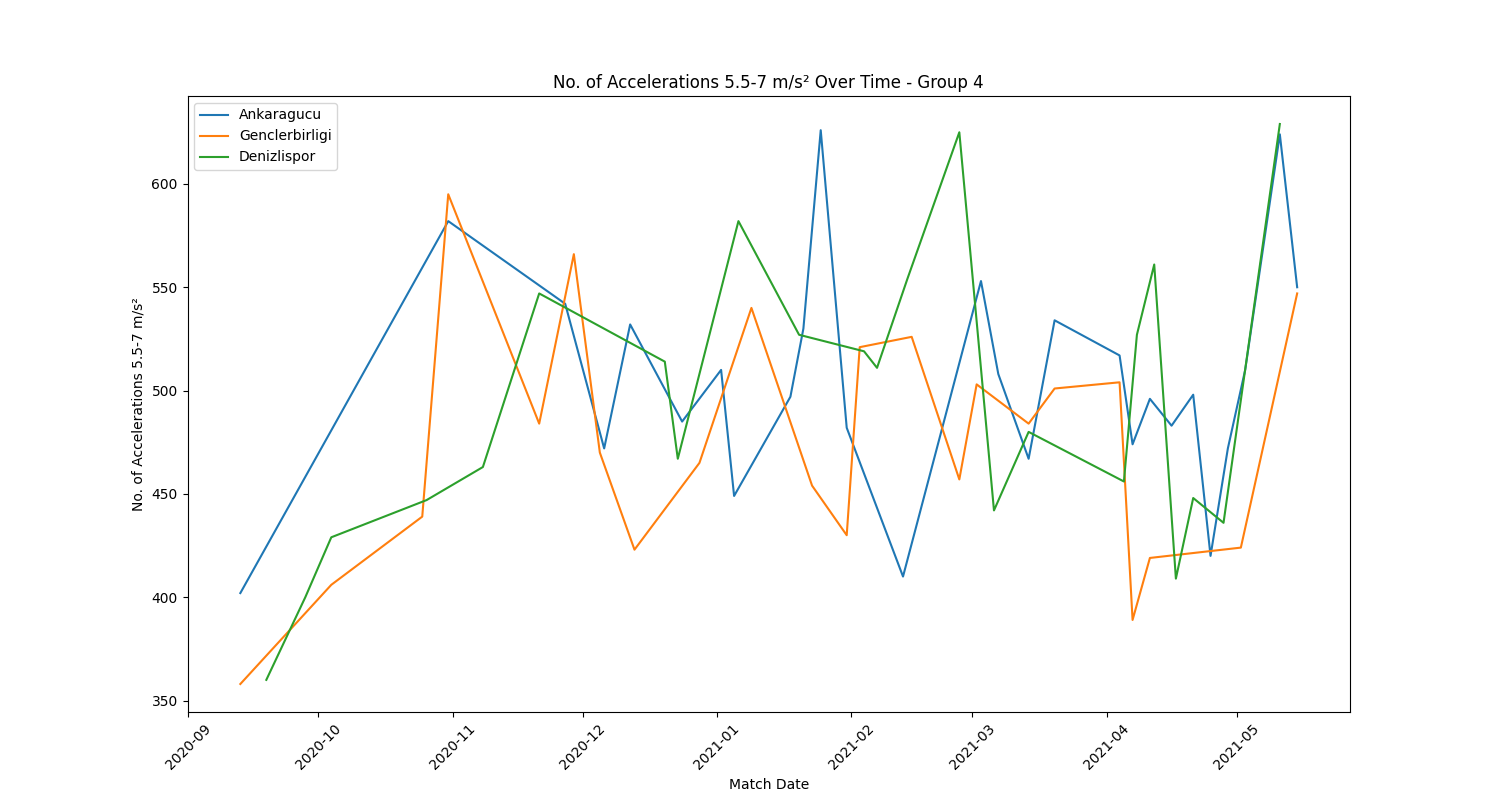 No. of Accelerations 5.5-7 m/s² Over Time - Group 4
Ankaragucu
Genclerbirligi
Denizlispor
No. of Accelerations 5.5-7 m/s²
600
550
500
450
400
350
2020-09
2020-10
2020-11
2020-12
2021-01
2021-02
2021-03
2021-04
2021-05
Match Date